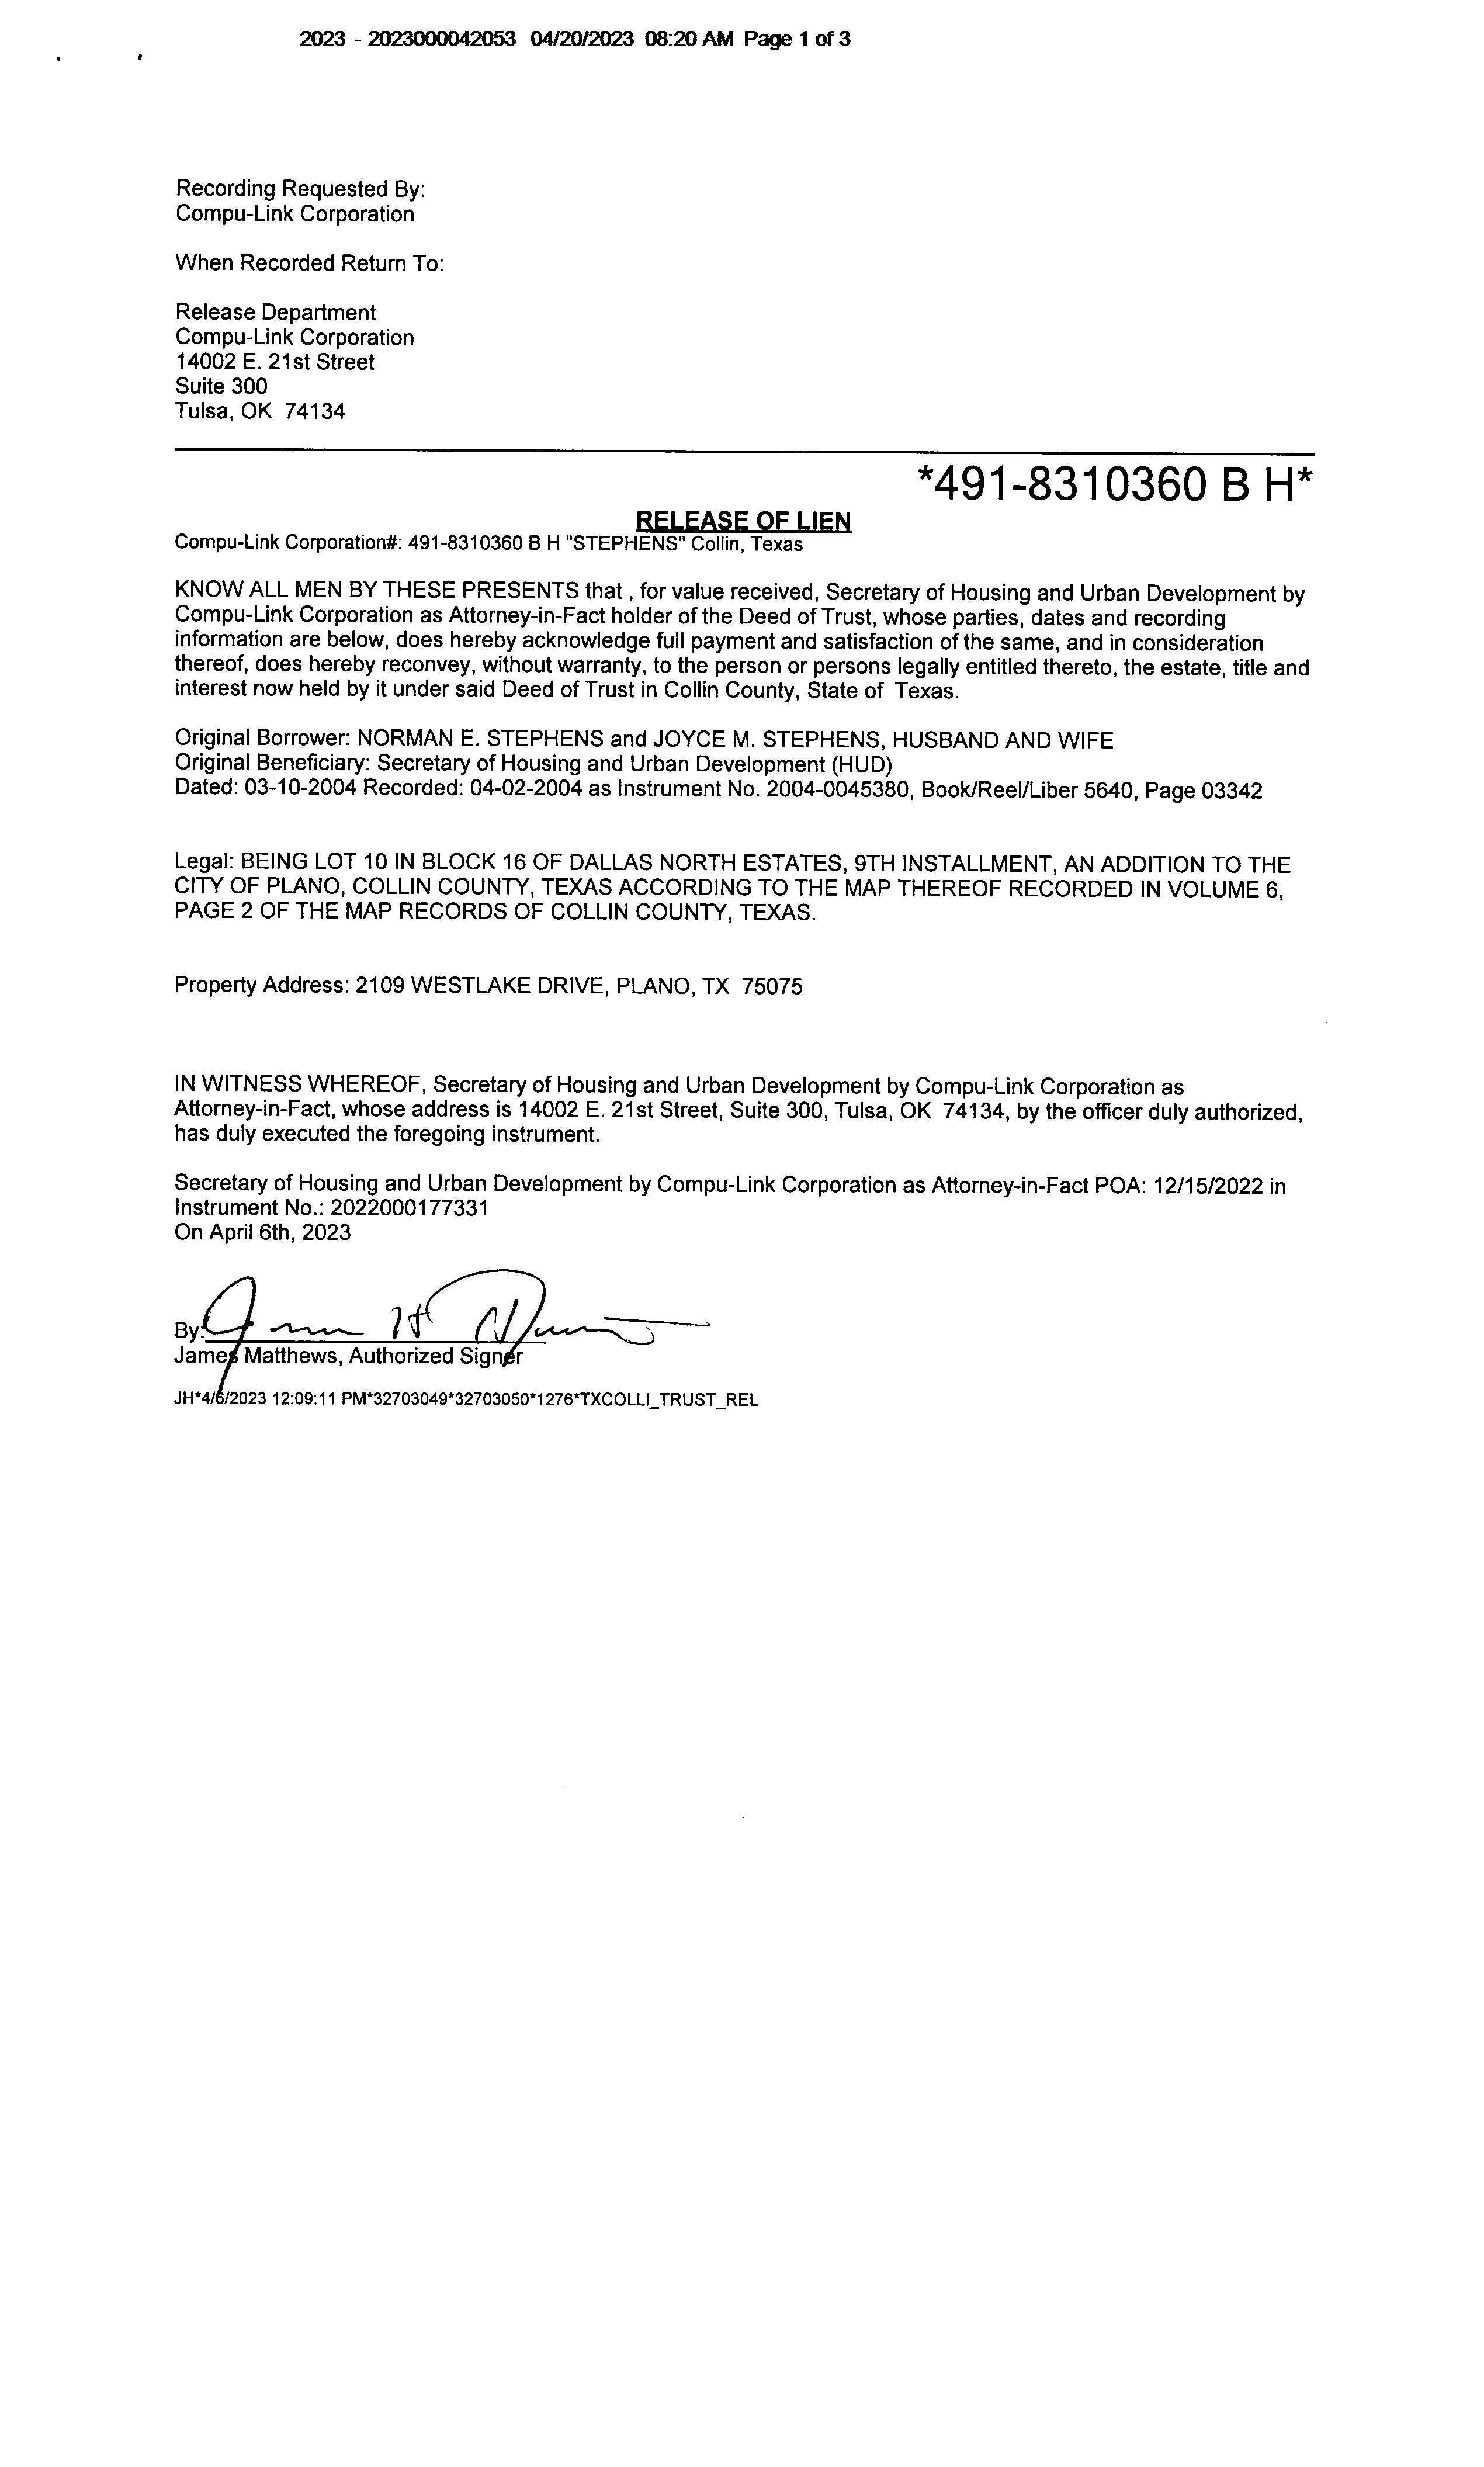 2023 - 2023000042053 04/20/2023 08:20 AM Page 1 of 3
Recording Requested By:
Compu-Link Corporation
When Recorded Return To:
Release Department
Compu-Link Corporation
14002 E. 21st Street
Suite 300
Tulsa, OK 74134
*491-8310360 B H*
RELEASE OF LIEN
Compu-Link Corporation#: 491-8310360 B H "STEPHENS" Collin, Texas
KNOW ALL MEN BY THESE PRESENTS that , for value received, Secretary of Housing and Urban Development by
Compu-Link Corporation as Attorney-in-Fact holder of the Deed of Trust, whose parties, dates and recording
information are below, does hereby acknowledge full payment and satisfaction of the same, and in consideration
thereof, does hereby reconvey, without warranty, to the person or persons legally entitled thereto, the estate, title and
interest now held by it under said Deed of Trust in Collin County, State of Texas.
Original Borrower: NORMAN E. STEPHENS and JOYCE M. STEPHENS, HUSBAND AND WIFE
Original Beneficiary: Secretary of Housing and Urban Development (HUD)
Dated: 03-10-2004 Recorded: 04-02-2004 as Instrument No. 2004-0045380, Book/Reel/Liber 5640, Page 03342
Legal: BEING LOT 10 IN BLOCK 16 OF DALLAS NORTH ESTATES, 9TH INSTALLMENT, AN ADDITION TO THE
CITY OF PLANO, COLLIN COUNTY, TEXAS ACCORDING TO THE MAP THEREOF RECORDED IN VOLUME 6,
PAGE 2 OF THE MAP RECORDS OF COLLIN COUNTY, TEXAS.
Property Address: 2109 WESTLAKE DRIVE, PLANO, TX 75075
IN WITNESS WHEREOF, Secretary of Housing and Urban Development by Compu-Link Corporation as
Attorney-in-Fact, whose address is 14002 E. 21st Street, Suite 300, Tulsa, OK 74134, by the officer duly authorized,
has duly executed the foregoing instrument.
Secretary of Housing and Urban Development by Compu-Link Corporation as Attorney-in-Fact POA: 12/15/2022 in
Instrument No.: 2022000177331
On April 6th, 2023
By:
James Matthews, Authorized Signer
JH*4/6/2023 12:09:11 PM*32703049*32703050*1276*TXCOLLI_TRUST_REL